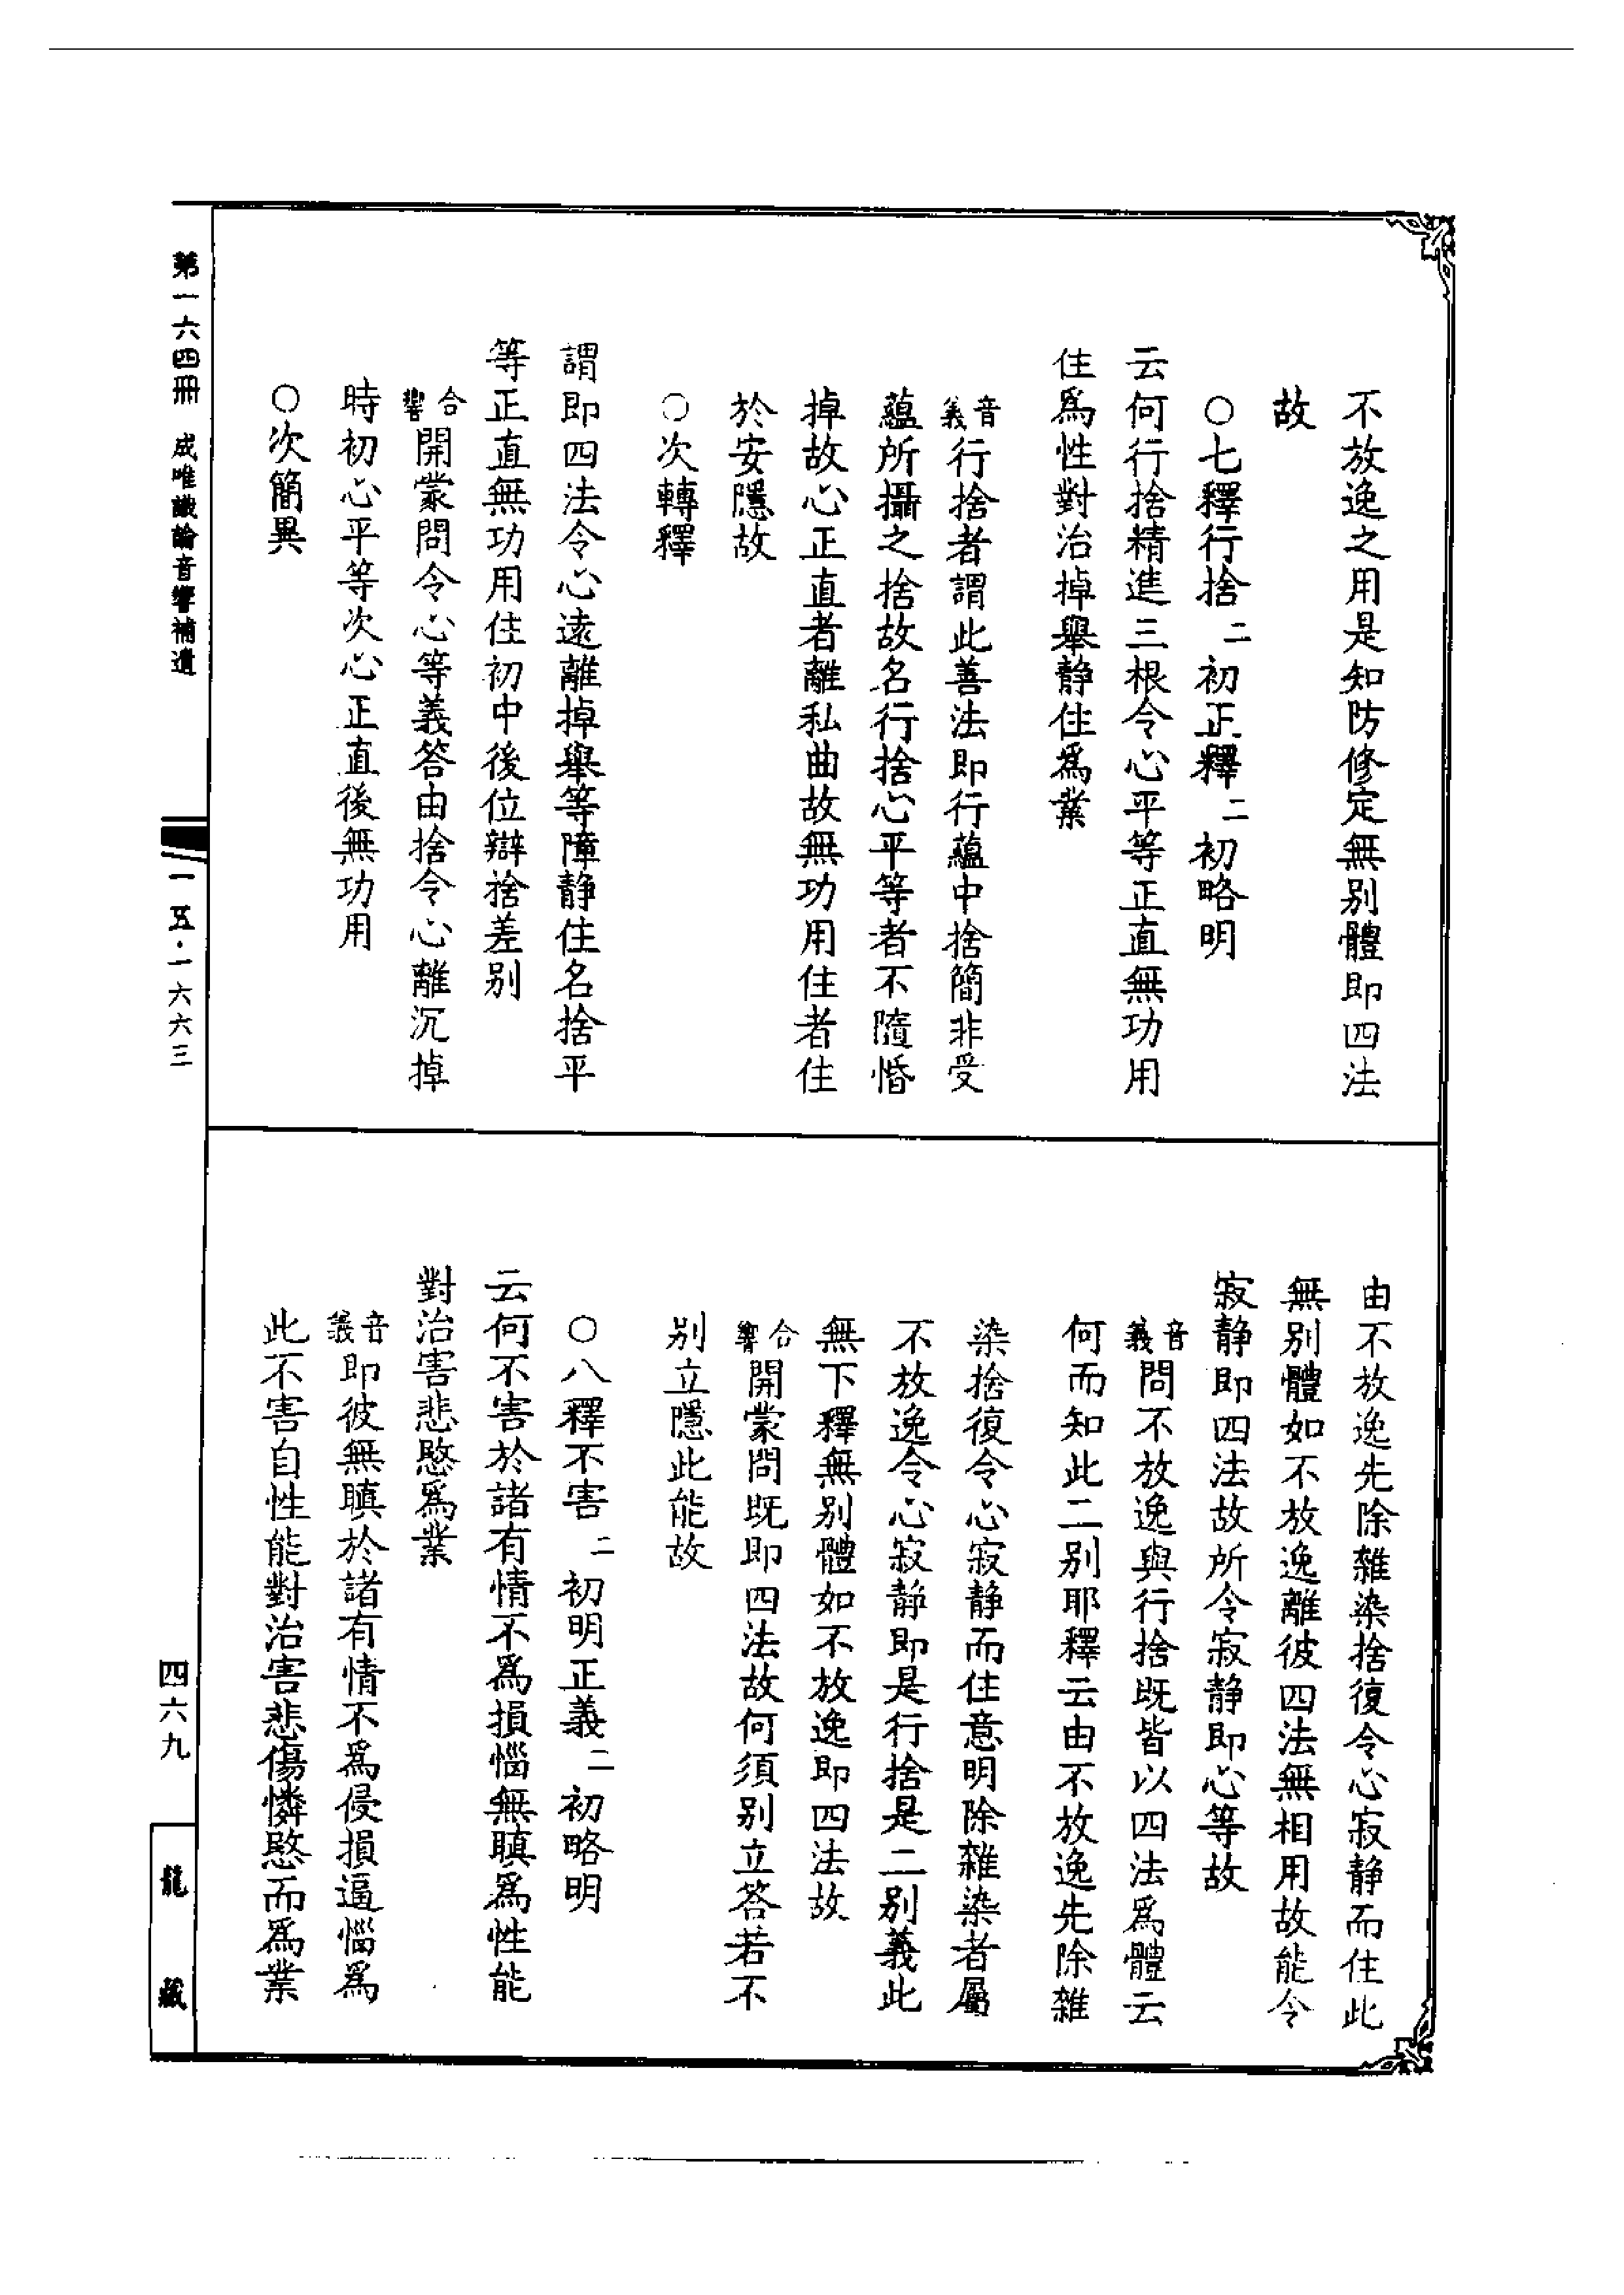 不放逸之用是知防修定無別體即四法
故
○七釋行捨二初正釋二初略明
云何行捨精進三根令心平等正直無功用
住爲性對治掉舉静住爲業
音義行捨者謂此善法即行蘊中捨簡非受
蘊所攝之捨故名行捨心平等者不隨惛
掉故心正直者離私曲故無功用住者住
於安隱故
○次轉釋
謂即四法令心遠離掉舉等障静住名捨平
等正直無功用住初中後位辯捨差别
合響開蒙問令心等義答由捨令心離沉掉
時初心平等次心正直後無功用
○次簡異
由不放逸先除雜染捨復令心寂静而住此
無别體如不放逸離彼四法無相用故能令
寂静即四法故所令寂静即心等故
音義問不放逸與行捨既皆以四法爲體云
何而知此二别耶釋云由不放逸先除雜
染捨復令心寂静而住意明除雜染者屬
不放逸令心寂静即是行捨是二别義此
無下釋無别體如不放逸即四法故
合響開蒙問既即四法故何須别立答若不
别立隱此能故
○八釋不害二初明正義二初略明
云何不害於諸有情不爲損惱無瞋爲性能
對治害悲愍爲業
音義即彼無瞋於諸有情不爲侵損逼惱爲
此不害自性能對治害悲傷憐愍而爲業
第一六四冊 成唯識論音響補遺
一五·一六六三
四六九
龍藏